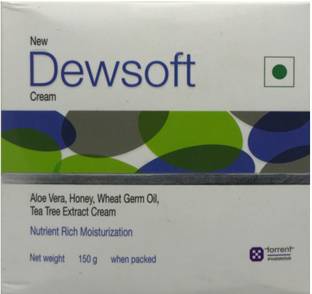 New
Dewsoft
Cream
Aloe Vera, Honey, Wheat Germ Oil,
Tea Tree Extract Cream
Nutrient Rich Moisturization
Net weight 150 g when packed
torrent